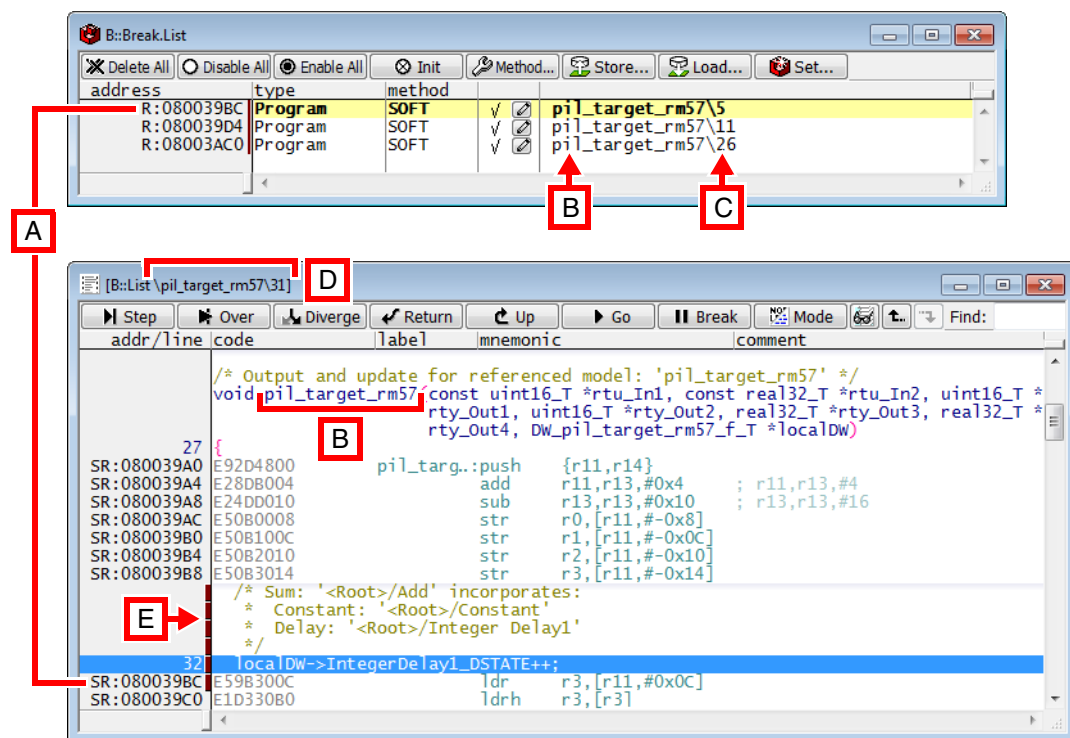 B::Break.List
Delete All Disable All Enable All Init Method... Store... Load... Set...
address type method
R:080039BC Program SOFT √ pil_target_rm57\5
R:080039D4 Program SOFT √ pil_target_rm57\11
R:08003AC0 Program SOFT √ pil_target_rm57\26
B C
A
[B::List \pil_target_rm57\31] D
Step Over Diverge Return Up Go Break Mode t.. Find:
addr/line code label mnemonic comment
/* Output and update for referenced model: 'pil_target_rm57' */
void pil_target_rm57(const uint16_T *rtu_In1, const real32_T *rtu_In2, uint16_T *
rty_Out1, uint16_T *rty_Out2, real32_T *rty_Out3, real32_T *
rty_Out4, DW_pil_target_rm57_f_T *localDW)
B
27 {
SR:080039A0 E92D4800 pil_targ..:push {r11,r14}
SR:080039A4 E28DB004 add r11,r13,#0x4 ; r11,r13,#4
SR:080039A8 E24DD010 sub r13,r13,#0x10 ; r13,r13,#16
SR:080039AC E50B0008 str r0,[r11,#-0x8]
SR:080039B0 E50B100C str r1,[r11,#-0x0C]
SR:080039B4 E50B2010 str r2,[r11,#-0x10]
SR:080039B8 E50B3014 str r3,[r11,#-0x14]
/* Sum: '<Root>/Add' incorporates:
E * Constant: '<Root>/Constant'
* Delay: '<Root>/Integer Delay1'
*/
32 localDW->IntegerDelay1_DSTATE++;
SR:080039BC E59B300C ldr r3,[r11,#0x0C]
SR:080039C0 E1D330B0 ldrh r3,[r3]